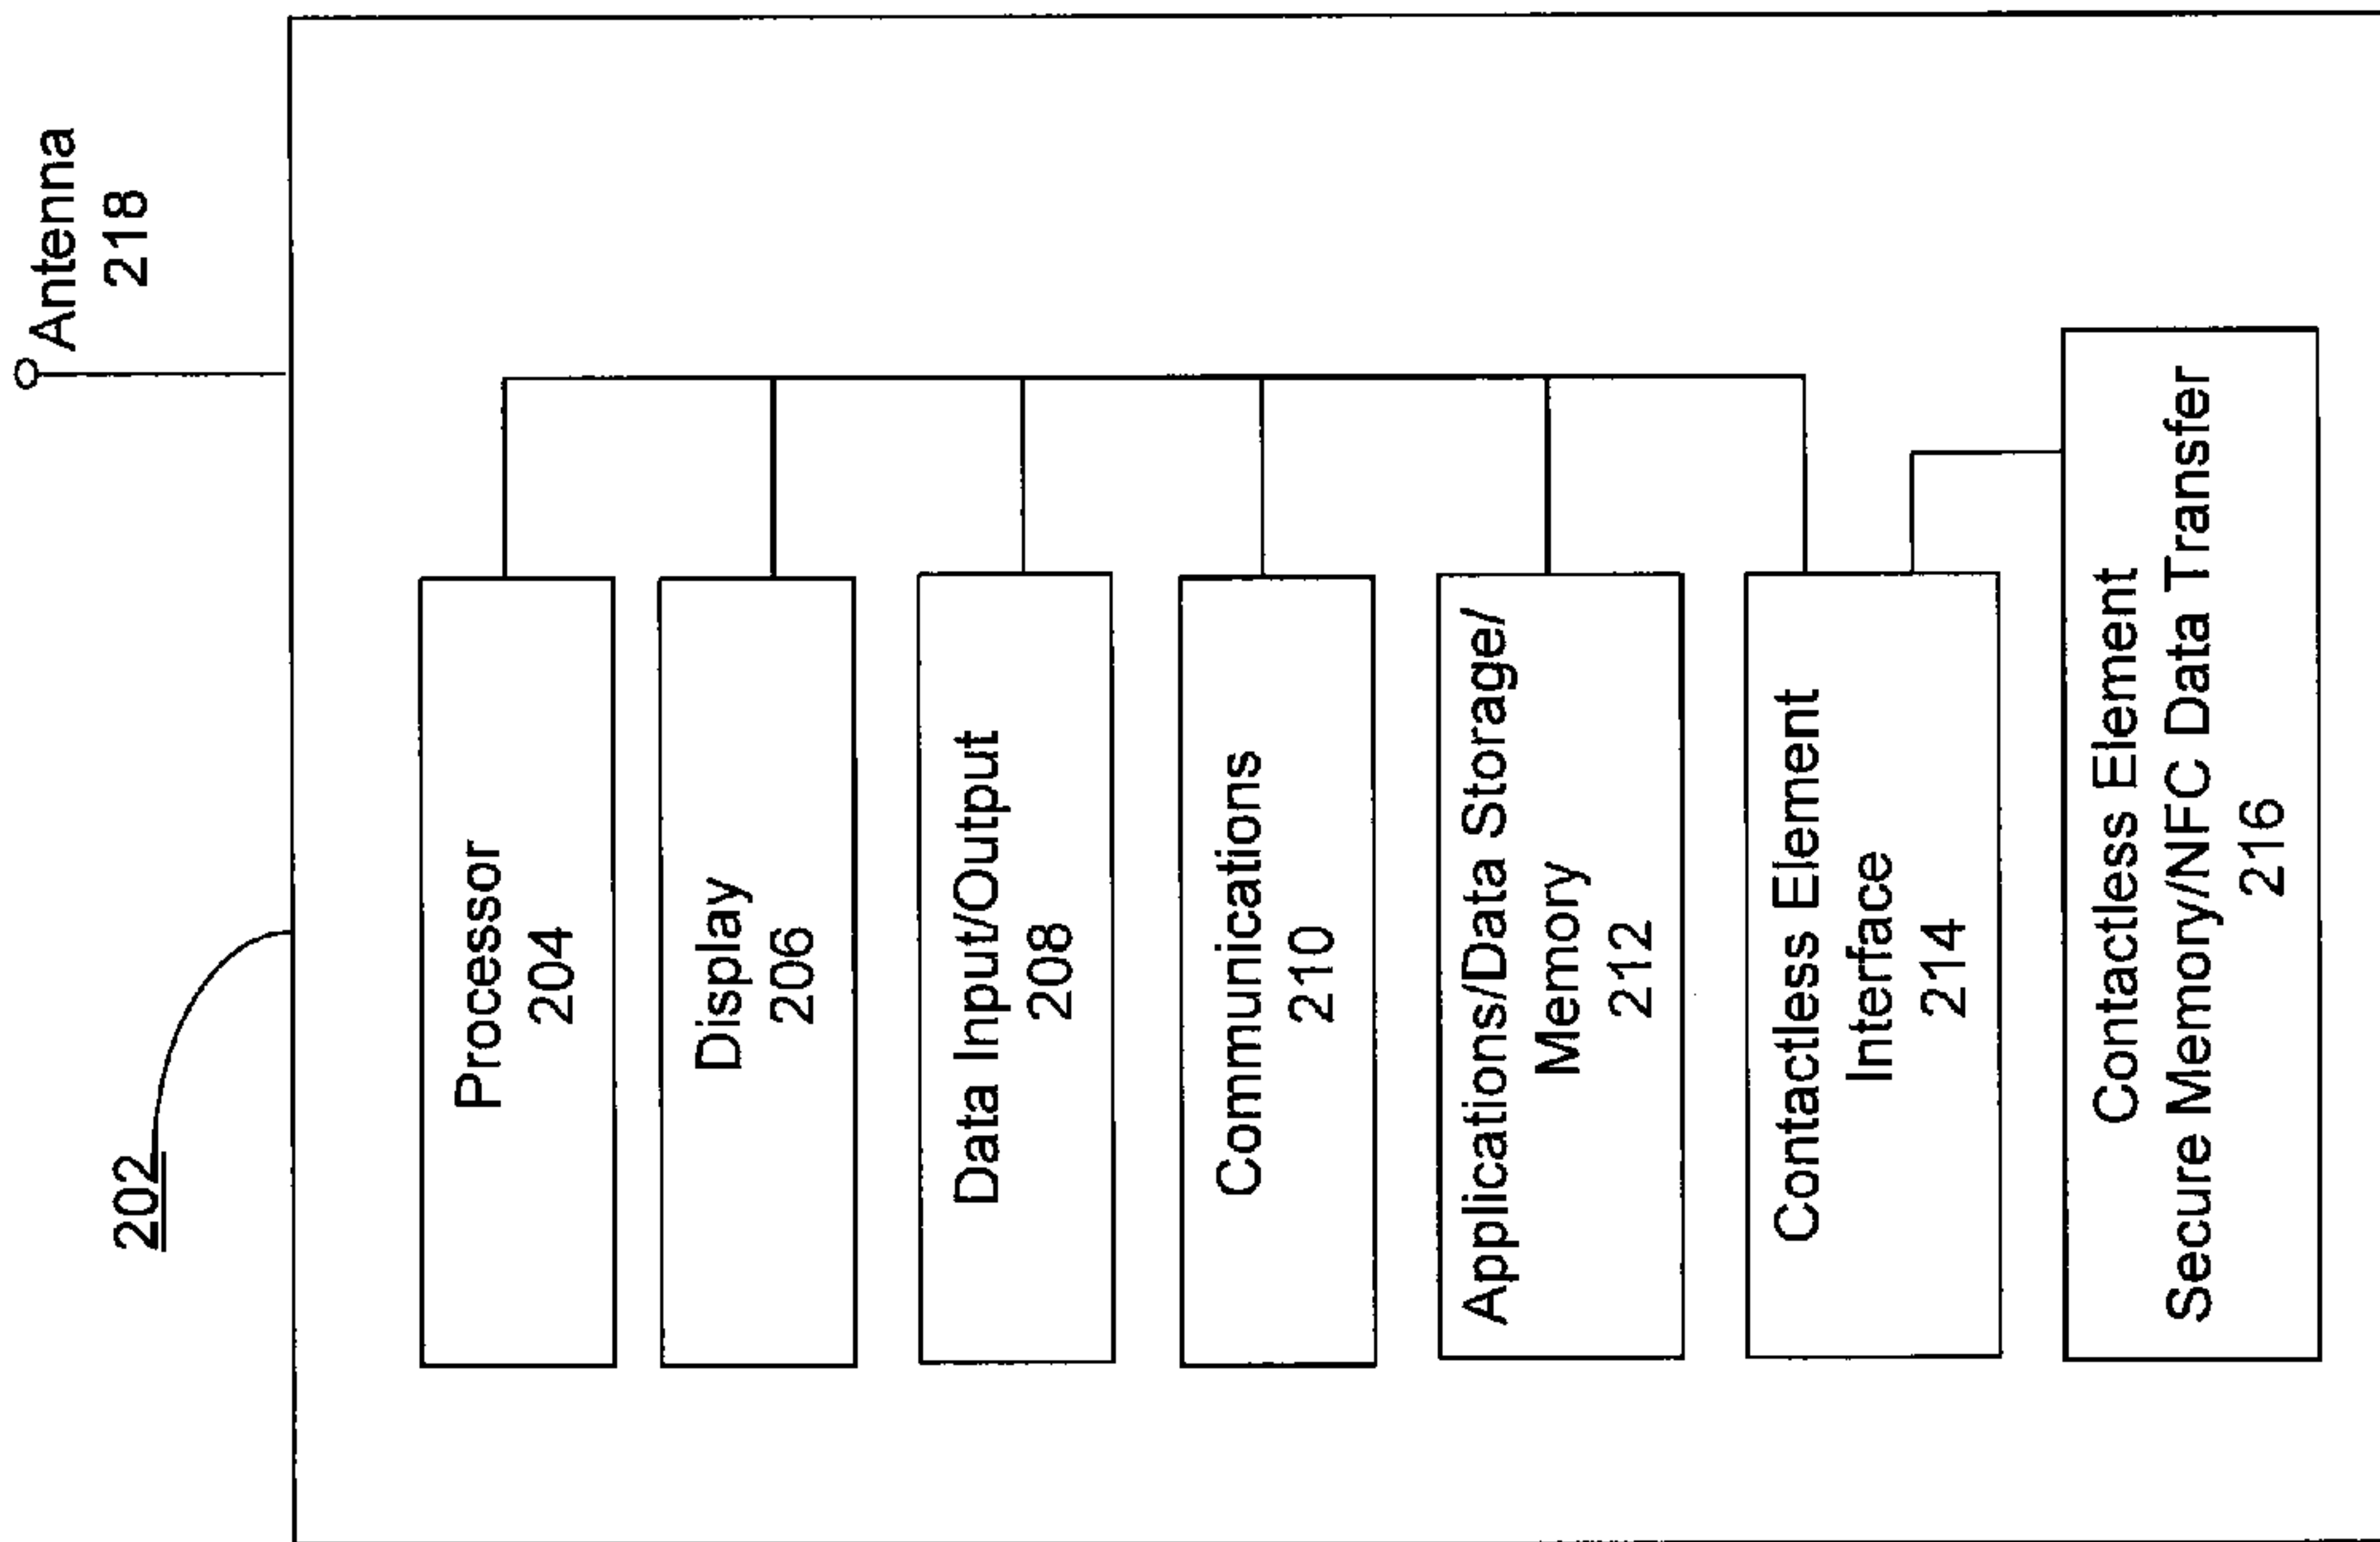 202
Antenna
218
Processor
204
Display
206
Data Input/Output
208
Communications
210
Applications/Data Storage/
Memory
212
Contactless Element
Interface
214
Contactless Element
Secure Memory/NFC Data Transfer
216